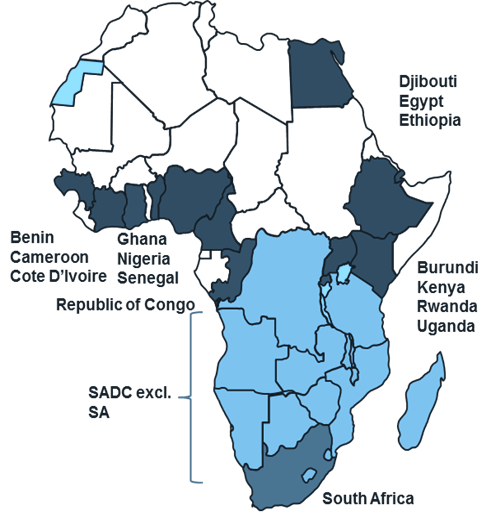 Djibouti
Egypt
Ethiopia
Benin
Cameroon
Cote D’Ivoire
Ghana
Nigeria
Senegal
Republic of Congo
Burundi
Kenya
Rwanda
Uganda
SADC excl.
SA
South Africa